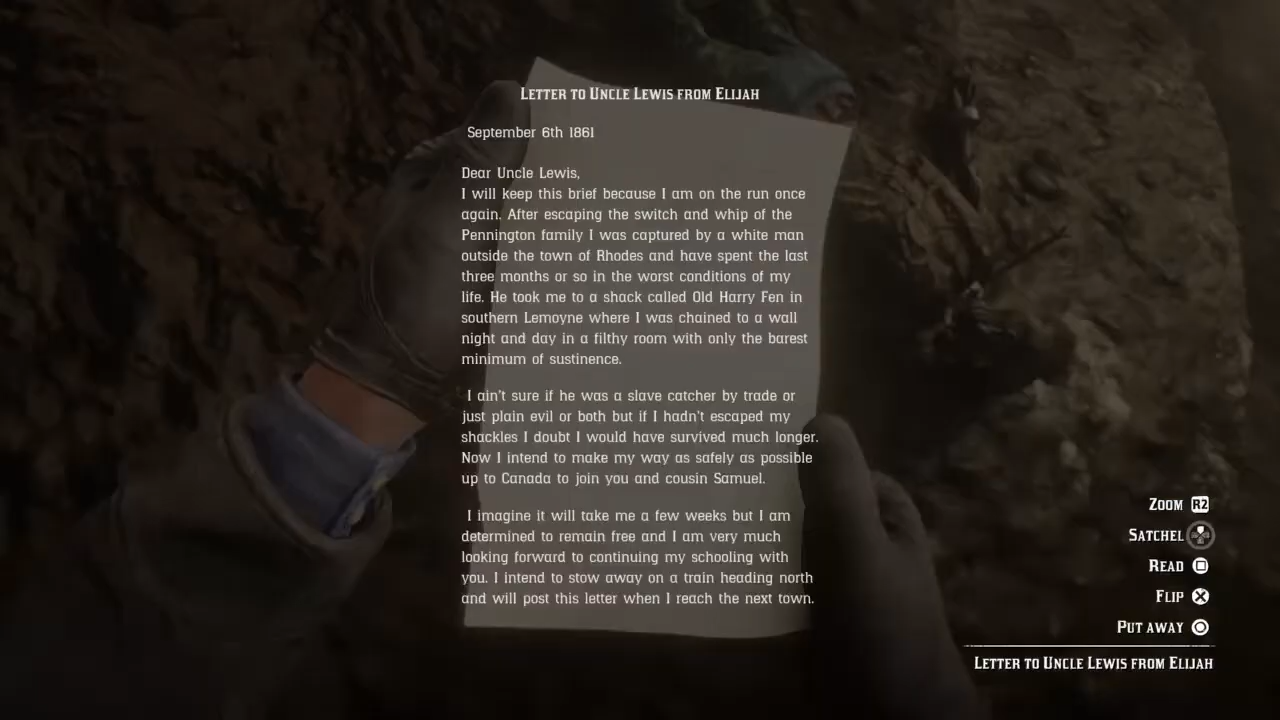 LETTER TO UNCLE LEWIS FROM ELIJAH
September 6th 1861
Dear Uncle Lewis,
I will keep this brief because I am on the run once
again. After escaping the switch and whip of the
Pennington family I was captured by a white man
outside the town of Rhodes and have spent the last
three months or so in the worst conditions of my
life. He took me to a shack called Old Harry Fen in
southern Lemoyne where I was chained to a wall
night and day in a filthy room with only the barest
minimum of sustinence.
I ain't sure if he was a slave catcher by trade or
just plain evil or both but if I hadn't escaped my
shackles I doubt I would have survived much longer.
Now I intend to make my way as safely as possible
up to Canada to join you and cousin Samuel.
I imagine it will take me a few weeks but I am
determined to remain free and I am very much
looking forward to continuing my schooling with
you. I intend to stow away on a train heading north
and will post this letter when I reach the next town.
ZOOM R2
SATCHEL
READ
FLIP
PUT AWAY
LETTER TO UNCLE LEWIS FROM ELIJAH